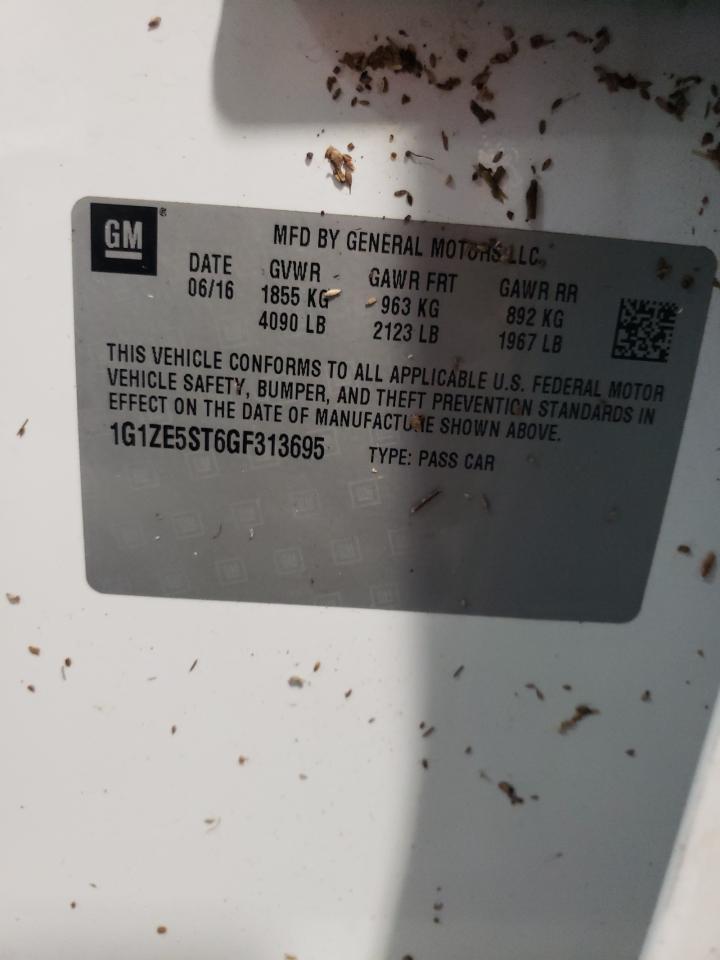 GM ®
MFD BY GENERAL MOTORS LLC
DATE GVWR GAWR FRT GAWR RR
06/16 1855 KG 963 KG 892 KG
4090 LB 2123 LB 1967 LB
THIS VEHICLE CONFORMS TO ALL APPLICABLE U.S. FEDERAL MOTOR
VEHICLE SAFETY, BUMPER, AND THEFT PREVENTION STANDARDS IN
EFFECT ON THE DATE OF MANUFACTURE SHOWN ABOVE.
1G1ZE5ST6GF313695 TYPE: PASS CAR